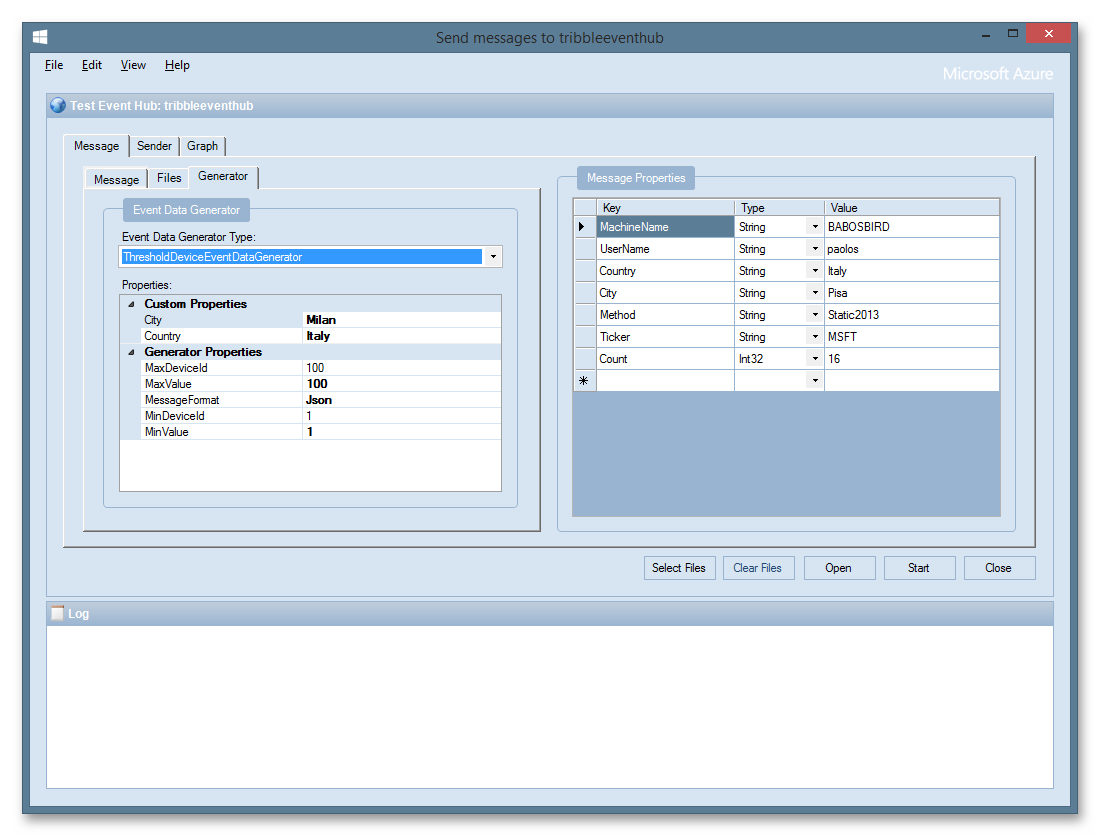 Send messages to tribbleeventhub
File Edit View Help
Microsoft Azure
Test Event Hub: tribbleeventhub
Message Sender Graph
Message Files Generator
Event Data Generator
Event Data Generator Type:
ThresholdDeviceEventDataGenerator
Properties:
Custom Properties
City Milan
Country Italy
Generator Properties
MaxDeviceId 100
MaxValue 100
MessageFormat Json
MinDeviceId 1
MinValue 1
Message Properties
Key Type Value
MachineName String BABOSBIRD
UserName String paolos
Country String Italy
City String Pisa
Method String Static2013
Ticker String MSFT
Count Int32 16
Select Files Clear Files Open Start Close
Log